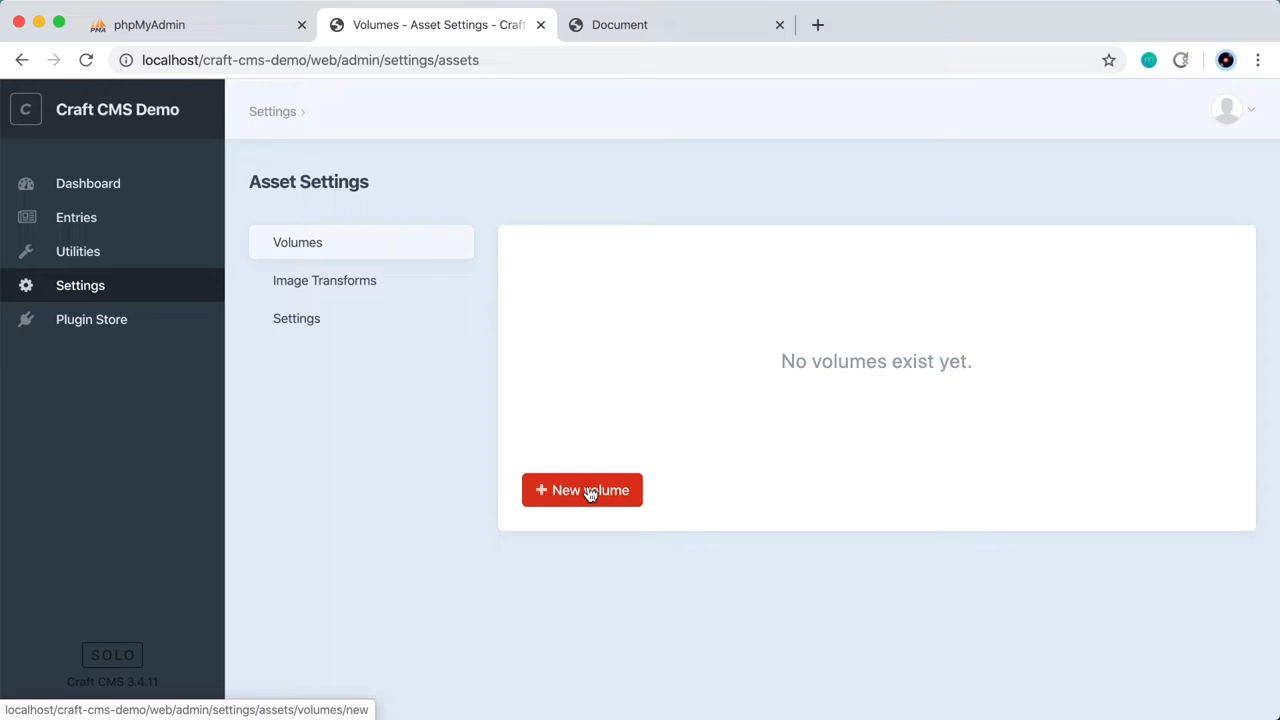 phpMyAdmin
Volumes - Asset Settings - Craft
Document
localhost/craft-cms-demo/web/admin/settings/assets
C
Craft CMS Demo
Settings ›
Dashboard
Entries
Utilities
Settings
Plugin Store
Asset Settings
Volumes
Image Transforms
Settings
No volumes exist yet.
+ New volume
SOLO
Craft CMS 3.4.11
localhost/craft-cms-demo/web/admin/settings/assets/volumes/new